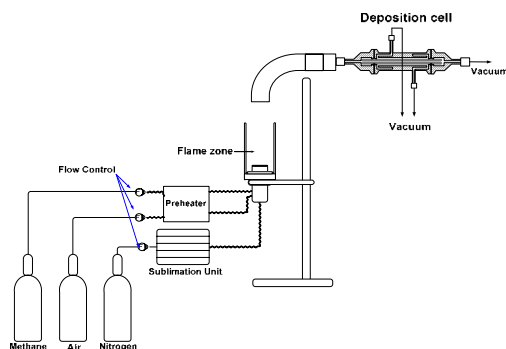 Deposition cell
Vacuum
Vacuum
Flame zone
Flow Control
Preheater
Sublimation Unit
Methane Air Nitrogen